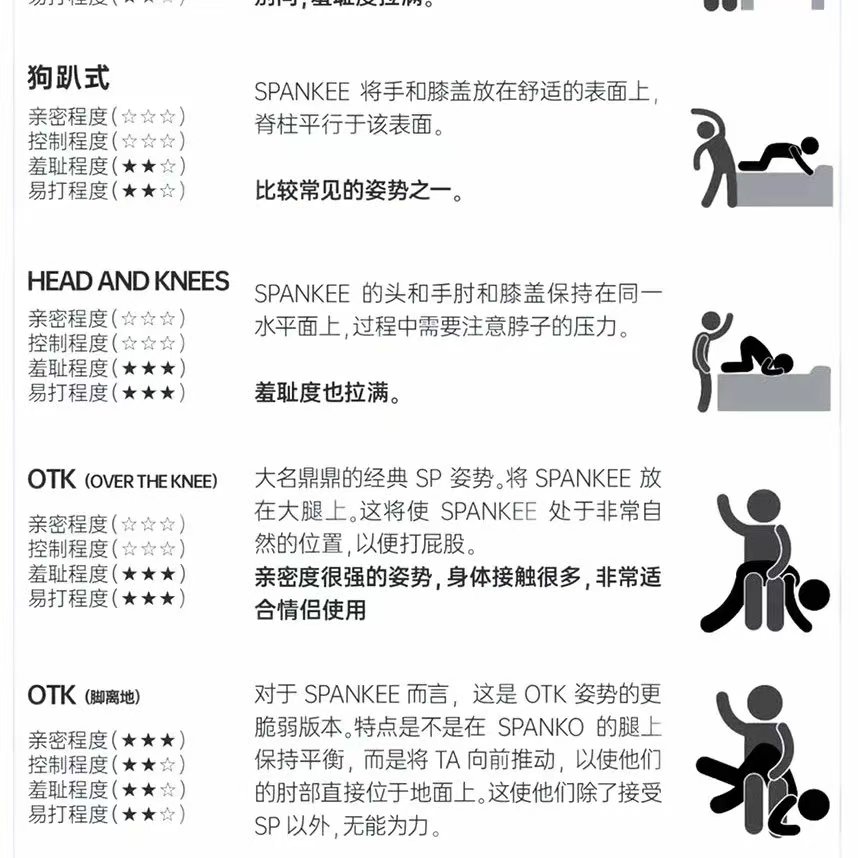 易打程度(★★☆)
别同,羞耻度拉满。
狗趴式
亲密程度(☆☆☆)
控制程度(☆☆☆)
羞耻程度(★★☆)
易打程度(★★☆)
SPANKEE 将手和膝盖放在舒适的表面上,
脊柱平行于该表面。
比较常见的姿势之一。
HEAD AND KNEES
亲密程度(☆☆☆)
控制程度(☆☆☆)
羞耻程度(★★★)
易打程度(★★★)
SPANKEE 的头和手肘和膝盖保持在同一
水平面上,过程中需要注意脖子的压力。
羞耻度也拉满。
OTK (OVER THE KNEE)
亲密程度(☆☆☆)
控制程度(☆☆☆)
羞耻程度(★★★)
易打程度(★★★)
大名鼎鼎的经典 SP 姿势。将 SPANKEE 放
在大腿上。这将使 SPANKEE 处于非常自
然的位置,以便打屁股。
亲密度很强的姿势,身体接触很多,非常适
合情侣使用
OTK (脚离地)
亲密程度(★★★)
控制程度(★★☆)
羞耻程度(★★☆)
易打程度(★★☆)
对于 SPANKEE 而言，这是 OTK 姿势的更
脆弱版本。特点是不是在 SPANKO 的腿上
保持平衡，而是将 TA 向前推动，以使他们
的肘部直接位于地面上。这使他们除了接受
SP 以外,无能为力。